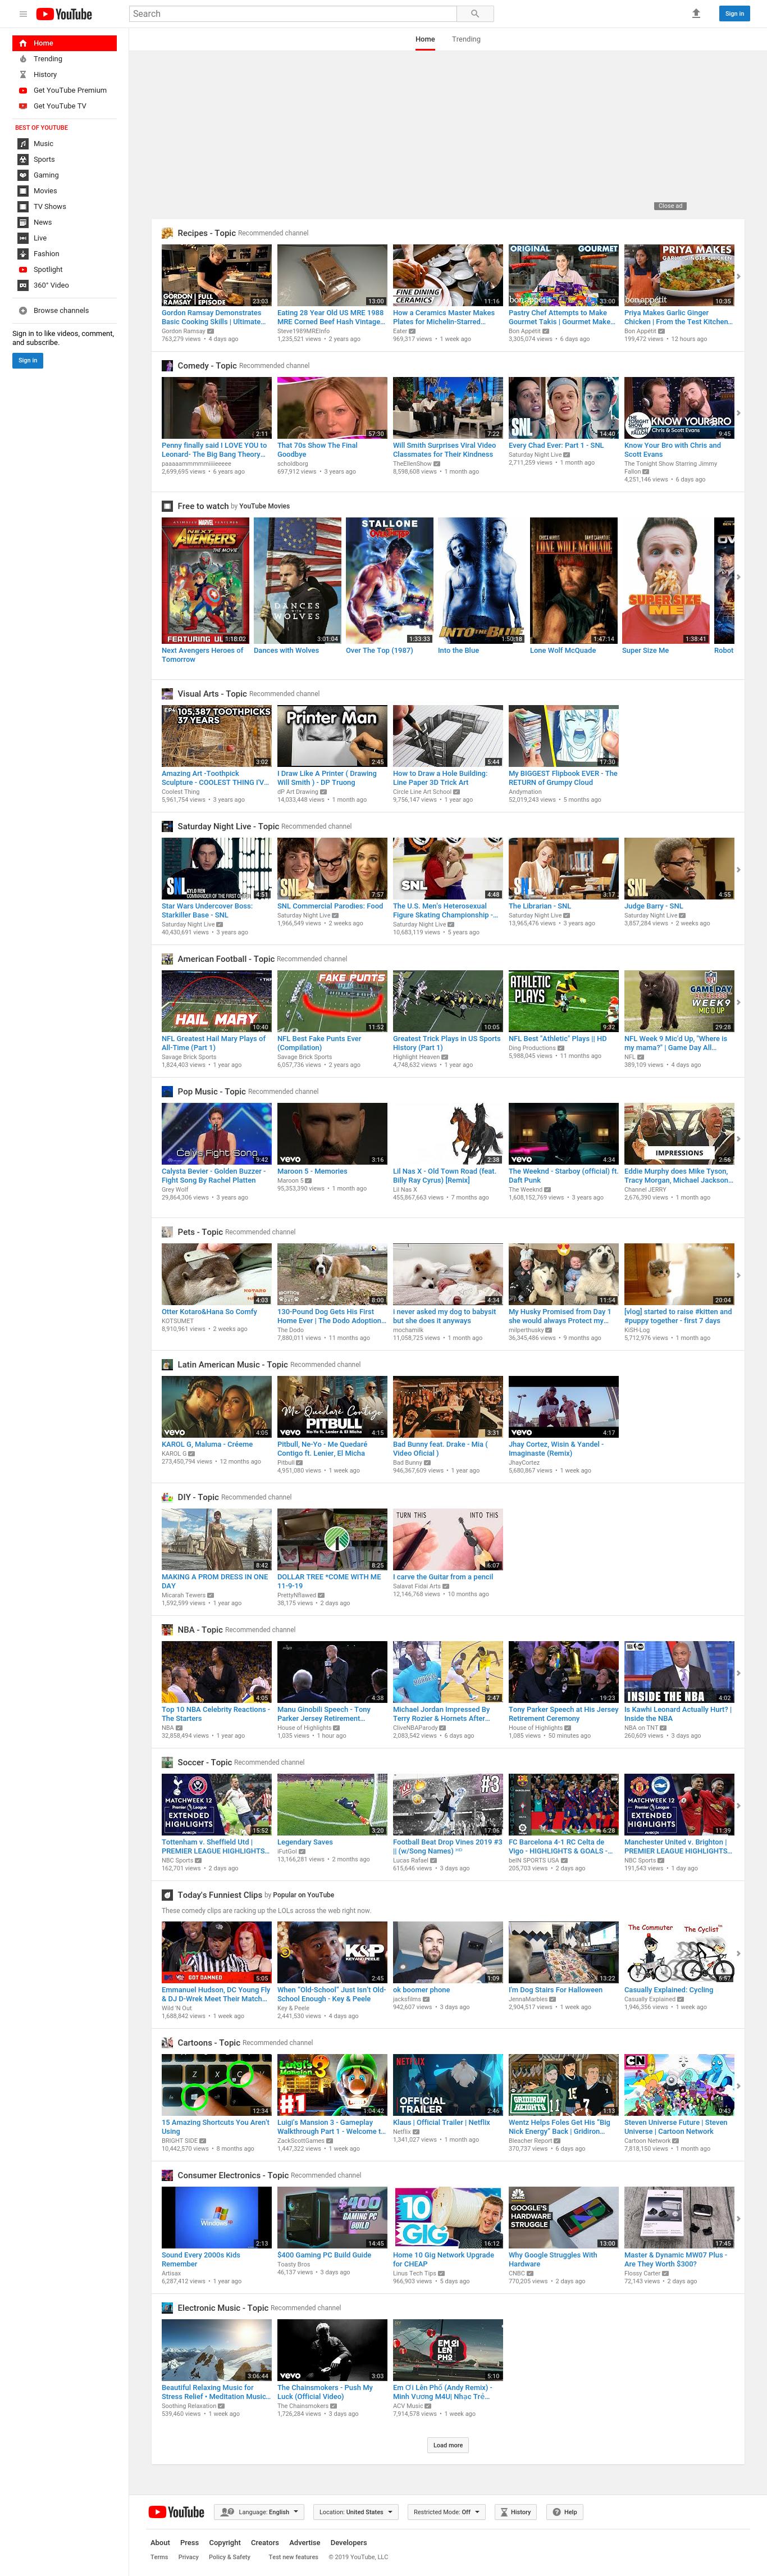 YouTube
Search
Sign in
Home
Trending
Home
Trending
History
Get YouTube Premium
Get YouTube TV
BEST OF YOUTUBE
Music
Sports
Gaming
Movies
TV Shows
News
Live
Fashion
Spotlight
360° Video
Browse channels
Sign in to like videos, comment,
and subscribe.
Sign in
Close ad
Recipes - Topic Recommended channel
Gordon Ramsay Demonstrates Basic Cooking Skills | Ultimate...
Gordon Ramsay
763,279 views • 4 days ago
Eating 28 Year Old US MRE 1988 MRE Corned Beef Hash Vintage...
Steve1989MREInfo
1,235,521 views • 2 years ago
How a Ceramics Master Makes Plates for Michelin-Starred...
Eater
969,317 views • 1 week ago
Pastry Chef Attempts to Make Gourmet Takis | Gourmet Make...
Bon Appétit
3,305,074 views • 6 days ago
Priya Makes Garlic Ginger Chicken | From the Test Kitchen...
Bon Appétit
199,472 views • 12 hours ago
Comedy - Topic Recommended channel
Penny finally said I LOVE YOU to Leonard- The Big Bang Theory...
2,699,695 views • 6 years ago
That 70s Show The Final Goodbye
scholdborg
697,912 views • 3 years ago
Will Smith Surprises Viral Video Classmates for Their Kindness
TheEllenShow
8,598,608 views • 1 month ago
Every Chad Ever: Part 1 - SNL
Saturday Night Live
2,711,259 views • 1 month ago
Know Your Bro with Chris and Scott Evans
The Tonight Show Starring Jimmy Fallon
4,251,146 views • 6 days ago
Free to watch by YouTube Movies
Next Avengers Heroes of Tomorrow
Dances with Wolves
Over The Top (1987)
Into the Blue
Lone Wolf McQuade
Super Size Me
Robot
Visual Arts - Topic Recommended channel
Amazing Art -Toothpick Sculpture - COOLEST THING I'V...
Coolest Thing
5,961,754 views • 3 years ago
I Draw Like A Printer ( Drawing Will Smith ) - DP Truong
dP Art Drawing
14,033,448 views • 1 month ago
How to Draw a Hole Building: Line Paper 3D Trick Art
Circle Line Art School
9,756,147 views • 1 year ago
My BIGGEST Flipbook EVER - The RETURN of Grumpy Cloud
Andymation
52,019,243 views • 5 months ago
Saturday Night Live - Topic Recommended channel
Star Wars Undercover Boss: Starkiller Base - SNL
Saturday Night Live
40,430,691 views • 3 years ago
SNL Commercial Parodies: Food
Saturday Night Live
1,966,549 views • 2 weeks ago
The U.S. Men's Heterosexual Figure Skating Championship -...
Saturday Night Live
10,683,119 views • 5 years ago
The Librarian - SNL
Saturday Night Live
13,965,476 views • 3 years ago
Judge Barry - SNL
Saturday Night Live
3,857,284 views • 2 weeks ago
American Football - Topic Recommended channel
NFL Greatest Hail Mary Plays of All-Time (Part 1)
Savage Brick Sports
1,824,403 views • 1 year ago
NFL Best Fake Punts Ever (Compilation)
Savage Brick Sports
6,057,736 views • 2 years ago
Greatest Trick Plays in US Sports History (Part 1)
Highlight Heaven
4,748,632 views • 1 year ago
NFL Best "Athletic" Plays || HD
Ding Productions
5,988,045 views • 11 months ago
NFL Week 9 Mic'd Up, "Where is my mama?" | Game Day All...
NFL
389,109 views • 4 days ago
Pop Music - Topic Recommended channel
Calysta Bevier - Golden Buzzer - Fight Song By Rachel Platten
Grey Wolf
29,864,306 views • 3 years ago
Maroon 5 - Memories
Maroon 5
95,353,390 views • 1 month ago
Lil Nas X - Old Town Road (feat. Billy Ray Cyrus) [Remix]
Lil Nas X
455,867,663 views • 7 months ago
The Weeknd - Starboy (official) ft. Daft Punk
The Weeknd
1,608,152,769 views • 3 years ago
Eddie Murphy does Mike Tyson, Tracy Morgan, Michael Jackson...
Channel JERRY
2,676,390 views • 1 month ago
Pets - Topic Recommended channel
Otter Kotaro&Hana So Comfy
KOTSUMET
8,910,961 views • 2 weeks ago
130-Pound Dog Gets His First Home Ever | The Dodo Adoption...
The Dodo
7,880,011 views • 11 months ago
i never asked my dog to babysit but she does it anyways
mochamilk
11,058,725 views • 1 month ago
My Husky Promised from Day 1 she would always Protect my...
milperthusky
36,345,486 views • 9 months ago
[vlog] started to raise #kitten and #puppy together - first 7 days
KiSH-Log
5,712,976 views • 1 month ago
Latin American Music - Topic Recommended channel
KAROL G, Maluma - Créeme
KAROL G
273,450,794 views • 12 months ago
Pitbull, Ne-Yo - Me Quedaré Contigo ft. Lenier, El Micha
Pitbull
4,951,080 views • 1 week ago
Bad Bunny feat. Drake - Mia ( Video Oficial )
Bad Bunny
946,367,609 views • 1 year ago
Jhay Cortez, Wisin & Yandel - Imaginaste (Remix)
JhayCortez
5,680,867 views • 1 week ago
DIY - Topic Recommended channel
MAKING A PROM DRESS IN ONE DAY
Micarah Tewers
1,592,599 views • 1 year ago
DOLLAR TREE *COME WITH ME 11-9-19
PrettyNflawed
38,175 views • 2 days ago
I carve the Guitar from a pencil
Salavat Fidai Arts
12,146,768 views • 10 months ago
NBA - Topic Recommended channel
Top 10 NBA Celebrity Reactions - The Starters
NBA
32,858,494 views • 1 year ago
Manu Ginobili Speech - Tony Parker Jersey Retirement...
House of Highlights
1,035 views • 1 hour ago
Michael Jordan Impressed By Terry Rozier & Hornets After...
CliveNBAParody
2,083,542 views • 6 days ago
Tony Parker Speech at His Jersey Retirement Ceremony
House of Highlights
1,085 views • 50 minutes ago
Is Kawhi Leonard Actually Hurt? | Inside the NBA
NBA on TNT
260,609 views • 3 days ago
Soccer - Topic Recommended channel
Tottenham v. Sheffield Utd | PREMIER LEAGUE HIGHLIGHTS...
NBC Sports
162,701 views • 2 days ago
Legendary Saves
IFutGol
13,166,281 views • 2 months ago
Football Beat Drop Vines 2019 #3 || (w/Song Names) ᴴᴰ
Lucas Rafael
615,646 views • 3 days ago
FC Barcelona 4-1 RC Celta de Vigo - HIGHLIGHTS & GOALS -...
beIN SPORTS USA
205,703 views • 2 days ago
Manchester United v. Brighton | PREMIER LEAGUE HIGHLIGHTS...
NBC Sports
191,543 views • 1 day ago
Today's Funniest Clips by Popular on YouTube
These comedy clips are racking up the LOLs across the web right now.
Emmanuel Hudson, DC Young Fly & DJ D-Wrek Meet Their Match...
Wild 'N Out
1,688,842 views • 1 week ago
When "Old-School" Just Isn't Old-School Enough - Key & Peele
Key & Peele
2,441,530 views • 4 days ago
ok boomer phone
jacksfilms
942,607 views • 3 days ago
I'm Dog Stairs For Halloween
JennaMarbles
2,904,517 views • 1 week ago
Casually Explained: Cycling
Casually Explained
1,946,356 views • 1 week ago
Cartoons - Topic Recommended channel
15 Amazing Shortcuts You Aren't Using
BRIGHT SIDE
10,442,570 views • 8 months ago
Luigi's Mansion 3 - Gameplay Walkthrough Part 1 - Welcome t...
ZackScottGames
1,447,322 views • 1 week ago
Klaus | Official Trailer | Netflix
Netflix
1,341,027 views • 1 month ago
Wentz Helps Foles Get His "Big Nick Energy" Back | Gridiron...
Bleacher Report
370,737 views • 6 days ago
Steven Universe Future | Steven Universe | Cartoon Network
Cartoon Network
7,818,150 views • 1 month ago
Consumer Electronics - Topic Recommended channel
Sound Every 2000s Kids Remember
Artisax
6,287,412 views • 1 year ago
$400 Gaming PC Build Guide
Toasty Bros
46,137 views • 3 days ago
Home 10 Gig Network Upgrade for CHEAP
Linus Tech Tips
966,903 views • 5 days ago
Why Google Struggles With Hardware
CNBC
770,205 views • 2 days ago
Master & Dynamic MW07 Plus - Are They Worth $300?
Flossy Carter
72,143 views • 2 days ago
Electronic Music - Topic Recommended channel
Beautiful Relaxing Music for Stress Relief • Meditation Music...
Soothing Relaxation
539,460 views • 1 week ago
The Chainsmokers - Push My Luck (Official Video)
The Chainsmokers
1,726,284 views • 3 days ago
Em Ơi Lên Phố (Andy Remix) - Minh Vương M4U| Nhạc Trẻ...
ACV Music
7,914,578 views • 1 week ago
Load more
YouTube
Language: English
Location: United States
Restricted Mode: Off
History
Help
About Press Copyright Creators Advertise Developers
Terms Privacy Policy & Safety Test new features © 2019 YouTube, LLC